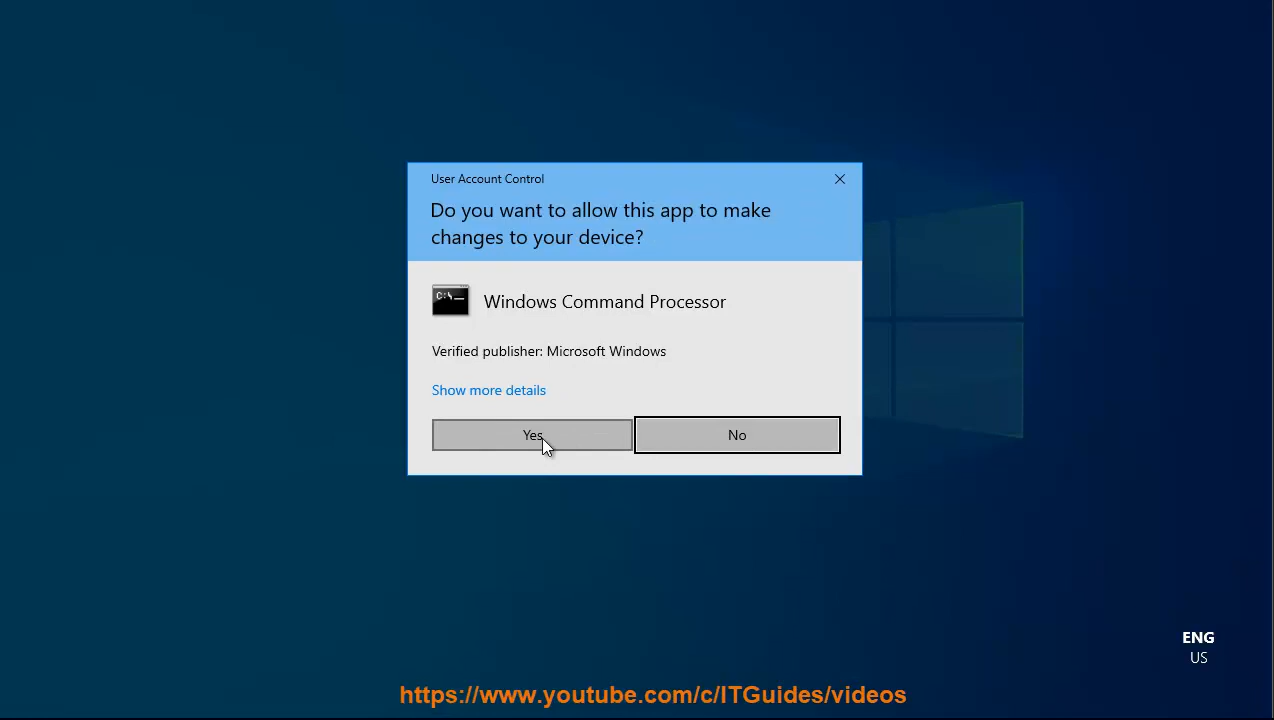 User Account Control
Do you want to allow this app to make
changes to your device?
C:\_
Windows Command Processor
Verified publisher: Microsoft Windows
Show more details
Yes
No
ENG
US
https://www.youtube.com/c/ITGuides/videos